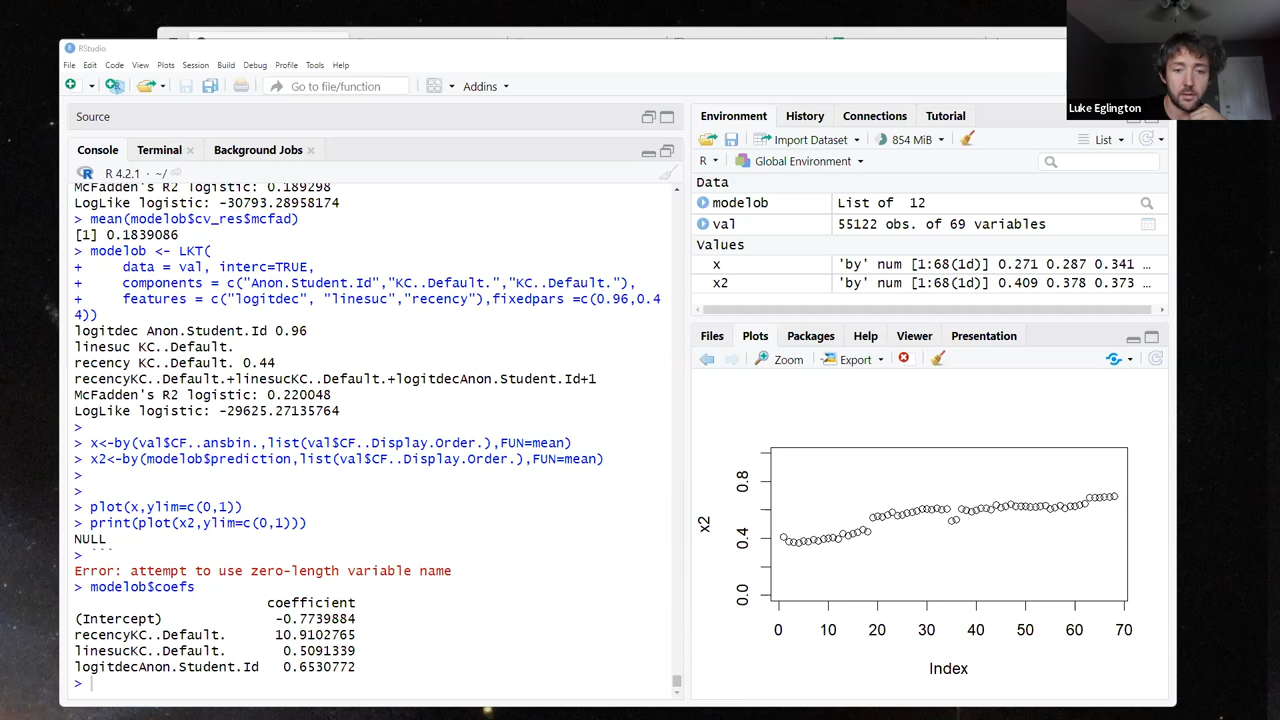 RStudio
File Edit Code View Plots Session Build Debug Profile Tools Help
Go to file/function
Addins
Source
Console Terminal Background Jobs
R 4.2.1 · ~/
McFadden's R2 logistic: 0.189298
LogLike logistic: -30793.28958174
> mean(modelob$cv_res$mcfad)
[1] 0.1839086
> modelob <- LKT(
+ data = val, interc=TRUE,
+ components = c("Anon.Student.Id","KC..Default.","KC..Default."),
+ features = c("logitdec", "linesuc","recency"),fixedpars =c(0.96,0.4
4))
logitdec Anon.Student.Id 0.96
linesuc KC..Default.
recency KC..Default. 0.44
recencyKC..Default.+linesucKC..Default.+logitdecAnon.Student.Id+1
McFadden's R2 logistic: 0.220048
LogLike logistic: -29625.27135764
>
> x<-by(val$CF..ansbin.,list(val$CF..Display.Order.),FUN=mean)
> x2<-by(modelob$prediction,list(val$CF..Display.Order.),FUN=mean)
>
>
> plot(x,ylim=c(0,1))
> print(plot(x2,ylim=c(0,1)))
NULL
> ```
Error: attempt to use zero-length variable name
> modelob$coefs
coefficient
(Intercept) -0.7739884
recencyKC..Default. 10.9102765
linesucKC..Default. 0.5091339
logitdecAnon.Student.Id 0.6530772
>
Environment History Connections Tutorial
Import Dataset 854 MiB List
R Global Environment
Data
modelob List of 12
val 55122 obs. of 69 variables
Values
x 'by' num [1:68(1d)] 0.271 0.287 0.341 ...
x2 'by' num [1:68(1d)] 0.409 0.378 0.373 ...
Files Plots Packages Help Viewer Presentation
Zoom Export
x2
0.8
0.4
0.0
0 10 20 30 40 50 60 70
Index
Luke Eglington